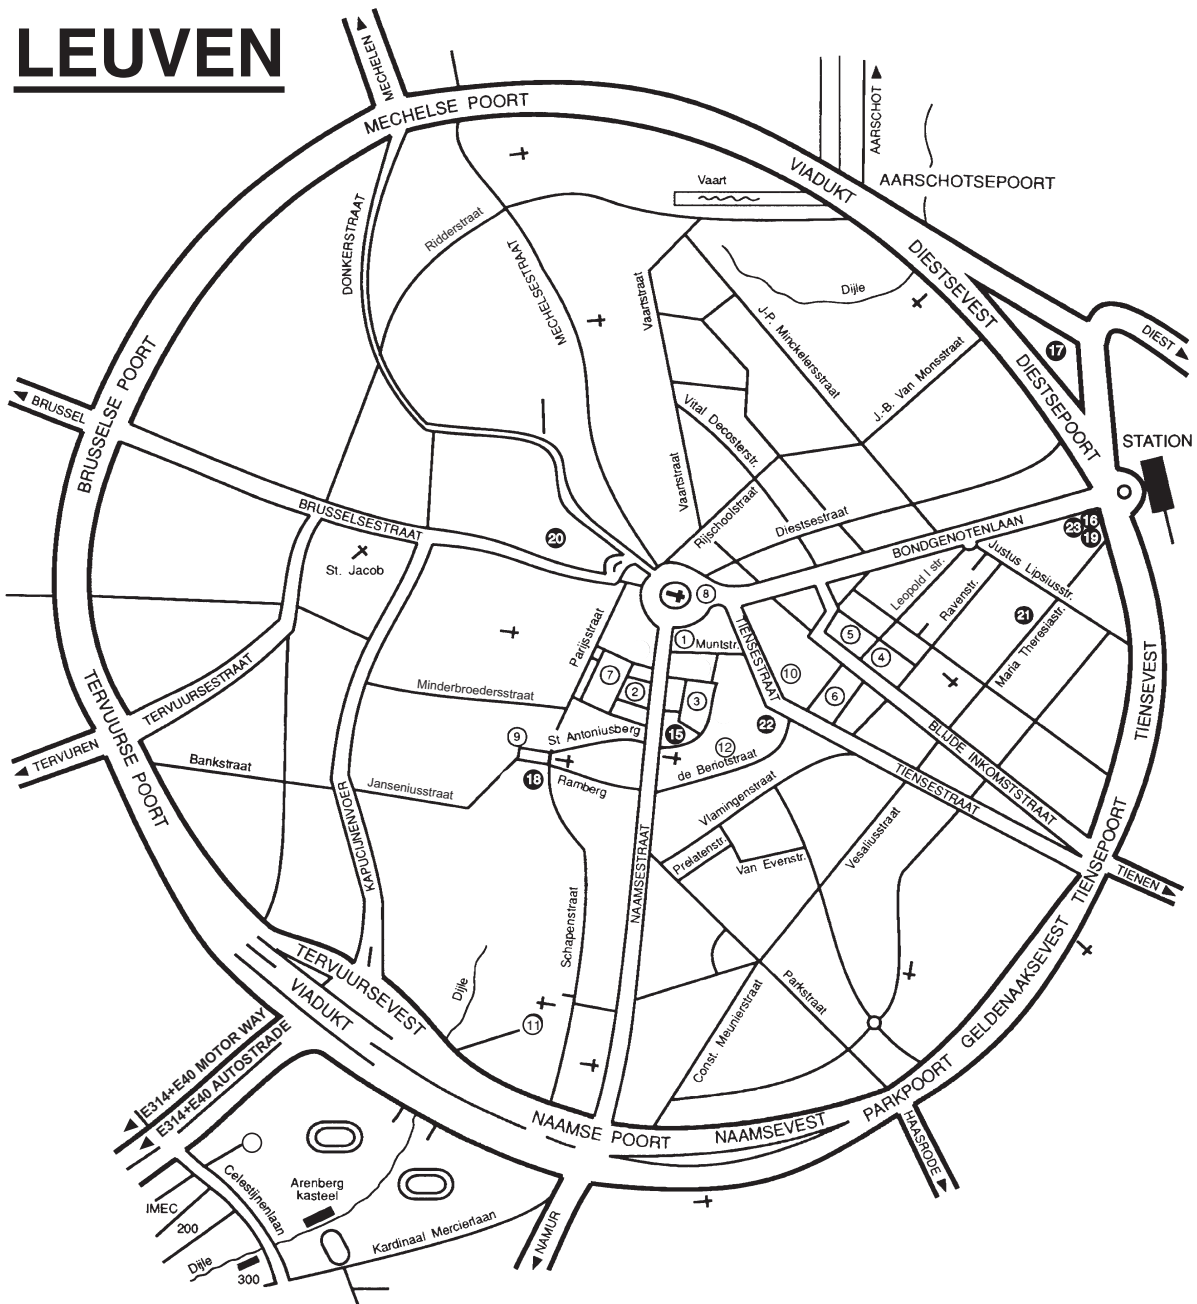 LEUVEN
MECHELEN
MECHELSE POORT
AARSCHOT
VIADUKT
AARSCHOTSEPOORT
Vaart
DONKERSTRAAT
Ridderstraat
MECHELSESTRAAT
Vaartstraat
Dijle
DIESTSEVEST
J.-P. Minckelersstraat
J.-B. Van Monsstraat
17
DIEST
DIESTSEPOORT
BRUSSEL
BRUSSELSE POORT
Vital Decosterstr.
STATION
Vaartstraat
Rijschoolstraat
Diestsestraat
BRUSSELSESTRAAT
20
BONDGENOTENLAAN
16
23
19
St. Jacob
Justus Lipsiusstr.
Leopold I str.
Ravenstr.
8
21
Maria Theresiastr.
Parijsstraat
1
Muntstr.
TIENSESTRAAT
5
4
TIENSEVEST
7
2
3
10
6
Minderbroedersstraat
TERVUURSESTRAAT
TERVUURSE POORT
TERVUREN
9
St Antoniusberg
15
22
12
BLIJDE INKOMSTSTRAAT
Bankstraat
Janseniusstraat
18
Ramberg
de Beriotstraat
TIENSESTRAAT
Vlamingenstraat
KAPUCIJNENVOER
Prelatenstr.
Van Evenstr.
Vesaliusstraat
TIENSEPOORT
TIENEN
NAAMSESTRAAT
Schapenstraat
TERVUURSEVEST
VIADUKT
Dijle
11
Parkstraat
Const. Meunierstraat
GELDENAAKSEVEST
E314+E40 MOTOR WAY
E314+E40 AUTOSTRADE
NAAMSE POORT
NAAMSEVEST
PARKPOORT
HAASRODE
Celestijnenlaan
Arenberg
kasteel
IMEC
200
Kardinaal Mercierlaan
NAMUR
Dijle
300